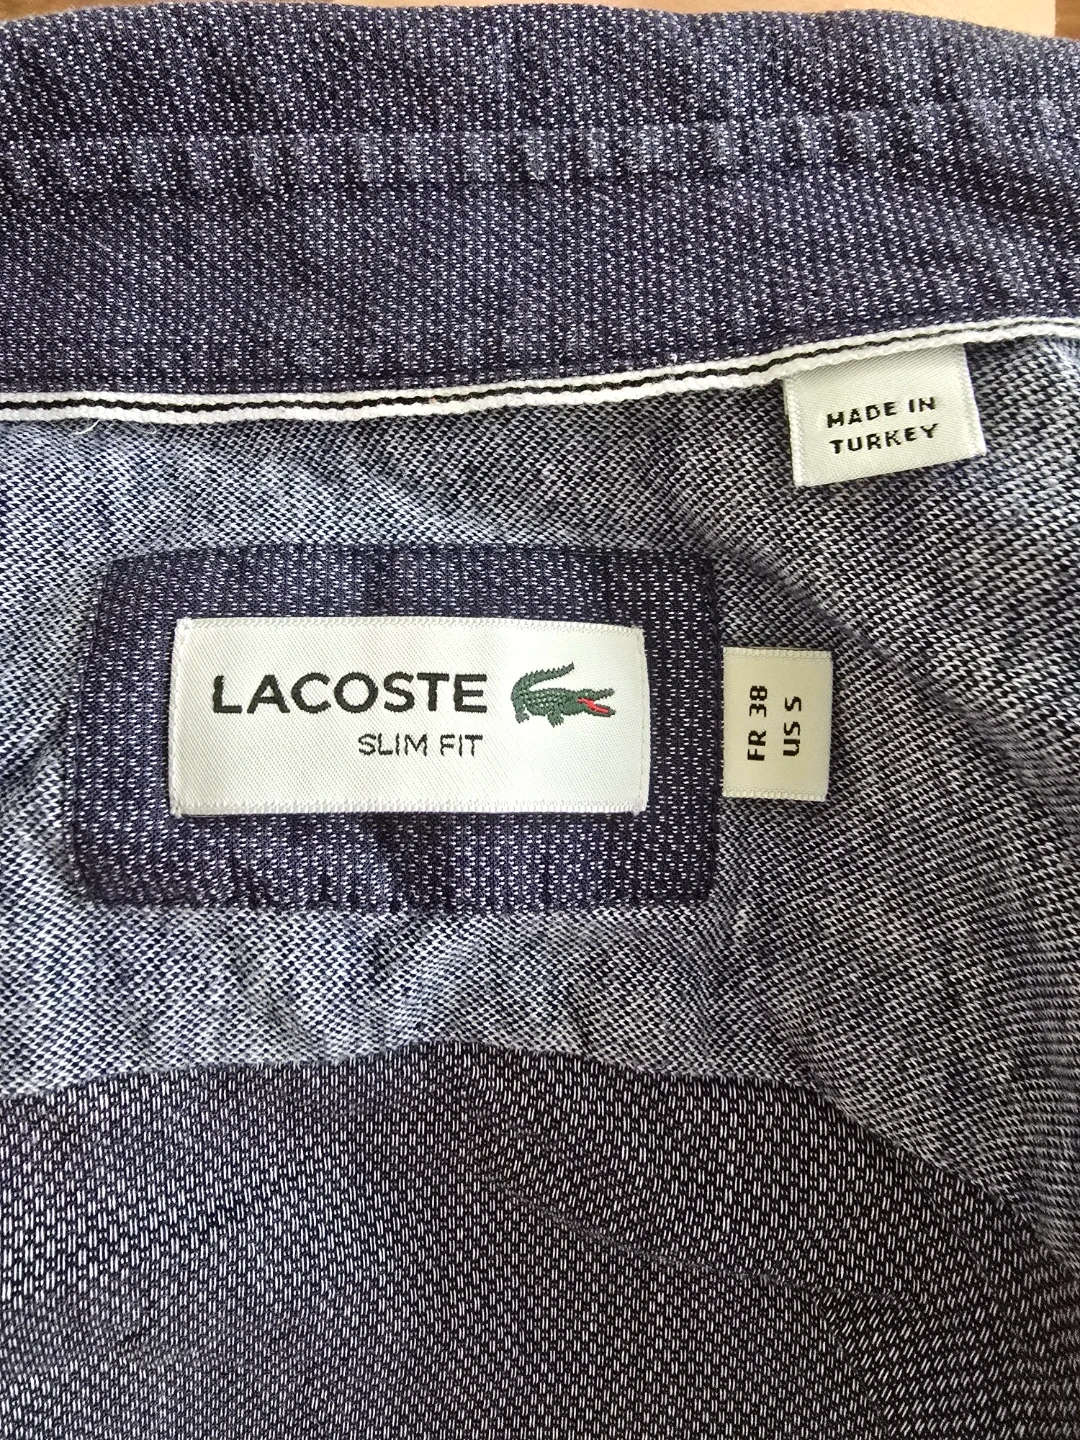 MADE IN
TURKEY
LACOSTE
SLIM FIT
FR 38
US S